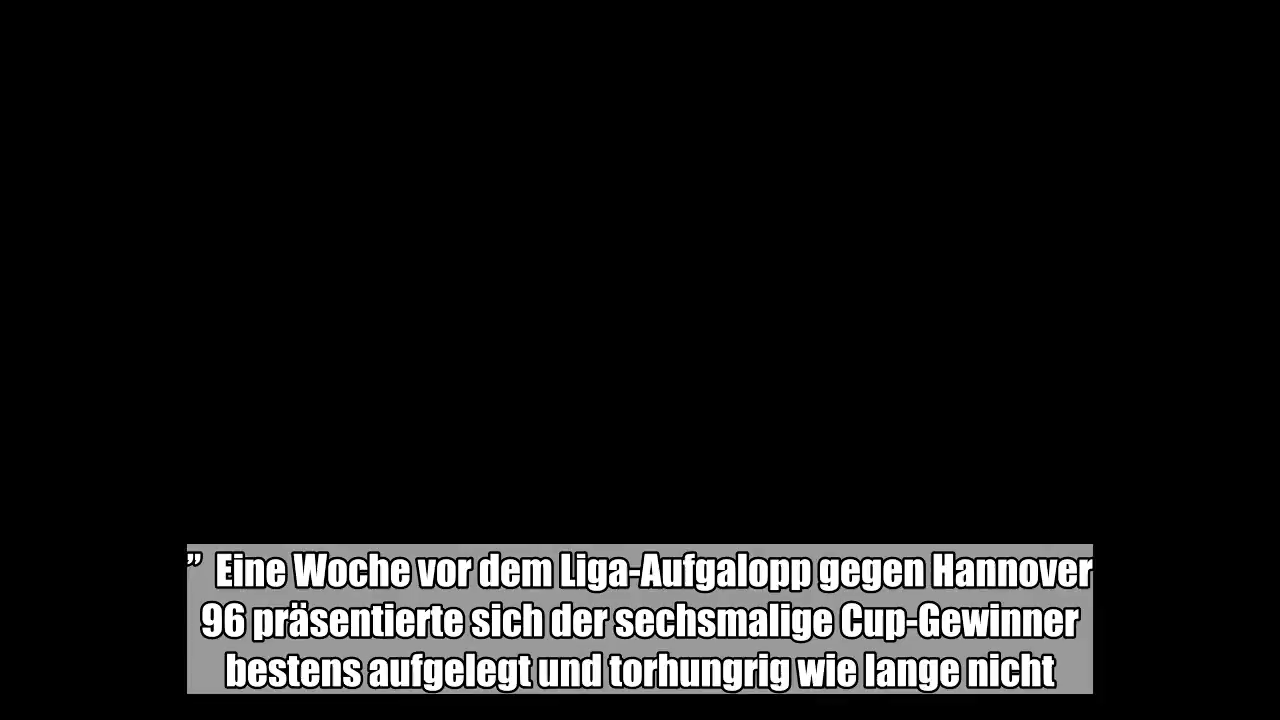 ”  Eine Woche vor dem Liga-Aufgalopp gegen Hannover
96 präsentierte sich der sechsmalige Cup-Gewinner
bestens aufgelegt und torhungrig wie lange nicht